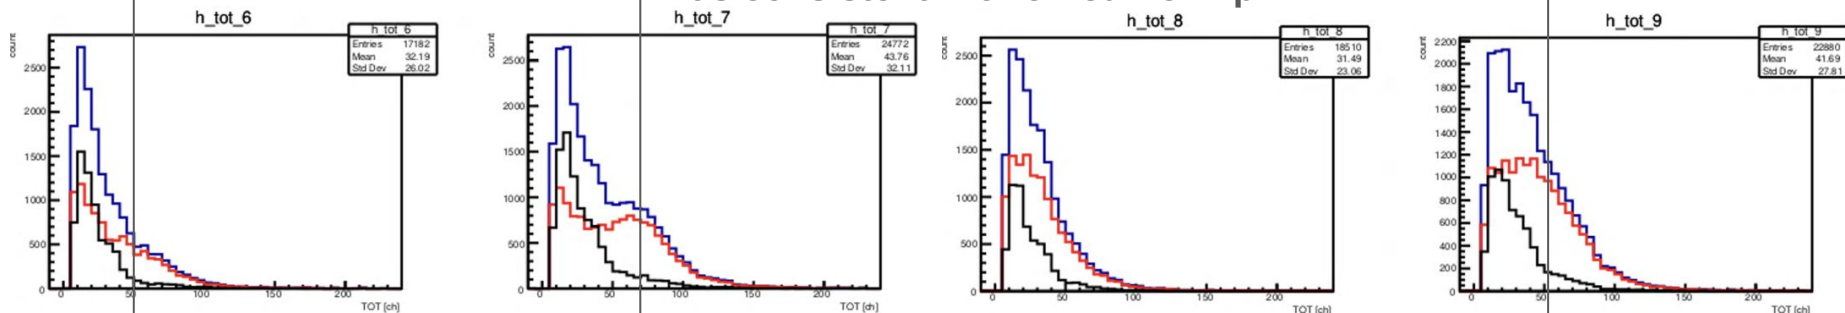 h_tot_6
h_tot_6
Entries 17182
Mean 32.19
Std Dev 26.02
count
2500
2000
1500
1000
500
0
0 50 100 150 200
TOT [ch]
h_tot_7
h_tot_7
Entries 24772
Mean 43.76
Std Dev 32.11
count
2500
2000
1500
1000
500
0
0 50 100 150 200
TOT [ch]
h_tot_8
h_tot_8
Entries 18510
Mean 31.49
Std Dev 23.06
count
2500
2000
1500
1000
500
0
0 50 100 150 200
TOT [ch]
h_tot_9
h_tot_9
Entries 22880
Mean 41.69
Std Dev 27.81
count
2200
2000
1800
1600
1400
1200
1000
800
600
400
200
0
0 50 100 150 200
TOT [ch]